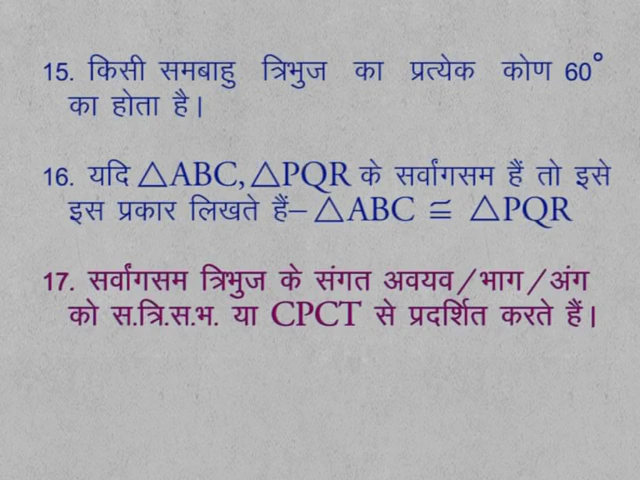 15. किसी समबाहु त्रिभुज का प्रत्येक कोण 60°
का होता है।
16. यदि △ABC, △PQR के सर्वांगसम हैं तो इसे
इस प्रकार लिखते हैं– △ABC ≅ △PQR
17. सर्वांगसम त्रिभुज के संगत अवयव/भाग/अंग
को स.त्रि.स.भ. या CPCT से प्रदर्शित करते हैं।